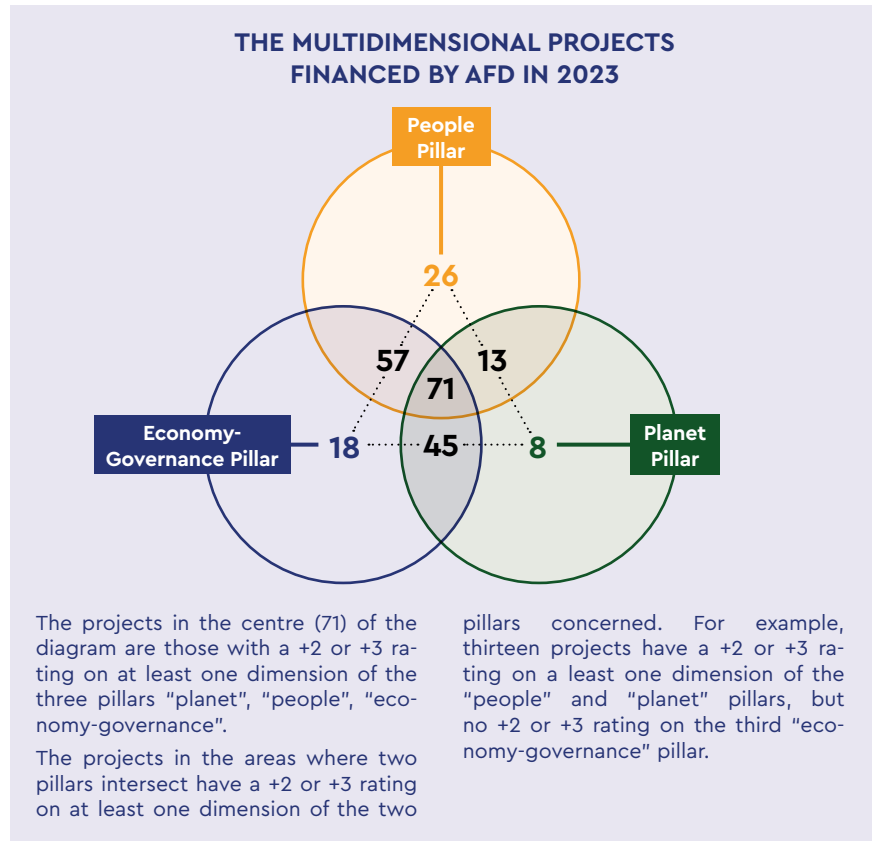 THE MULTIDIMENSIONAL PROJECTS
FINANCED BY AFD IN 2023
People
Pillar
26
57
13
71
Economy-
Governance Pillar
18
45
8
Planet
Pillar
The projects in the centre (71) of the
diagram are those with a +2 or +3 ra-
ting on at least one dimension of the
three pillars “planet”, “people”, “eco-
nomy-governance”.
The projects in the areas where two
pillars intersect have a +2 or +3 rating
on at least one dimension of the two
pillars concerned. For example,
thirteen projects have a +2 or +3 ra-
ting on a least one dimension of the
“people” and “planet” pillars, but
no +2 or +3 rating on the third “eco-
nomy-governance” pillar.